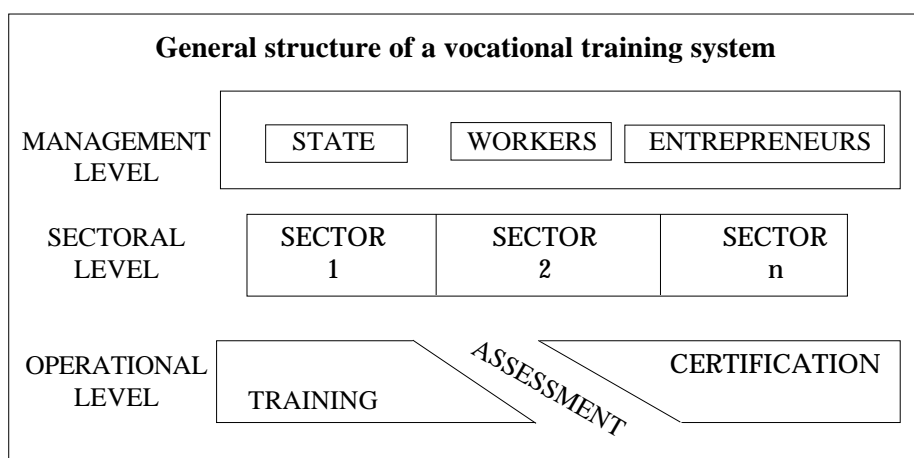 General structure of a vocational training system
MANAGEMENT
LEVEL
STATE
WORKERS
ENTREPRENEURS
SECTORAL
LEVEL
SECTOR
1
SECTOR
2
SECTOR
n
OPERATIONAL
LEVEL
TRAINING
ASSESSMENT
CERTIFICATION